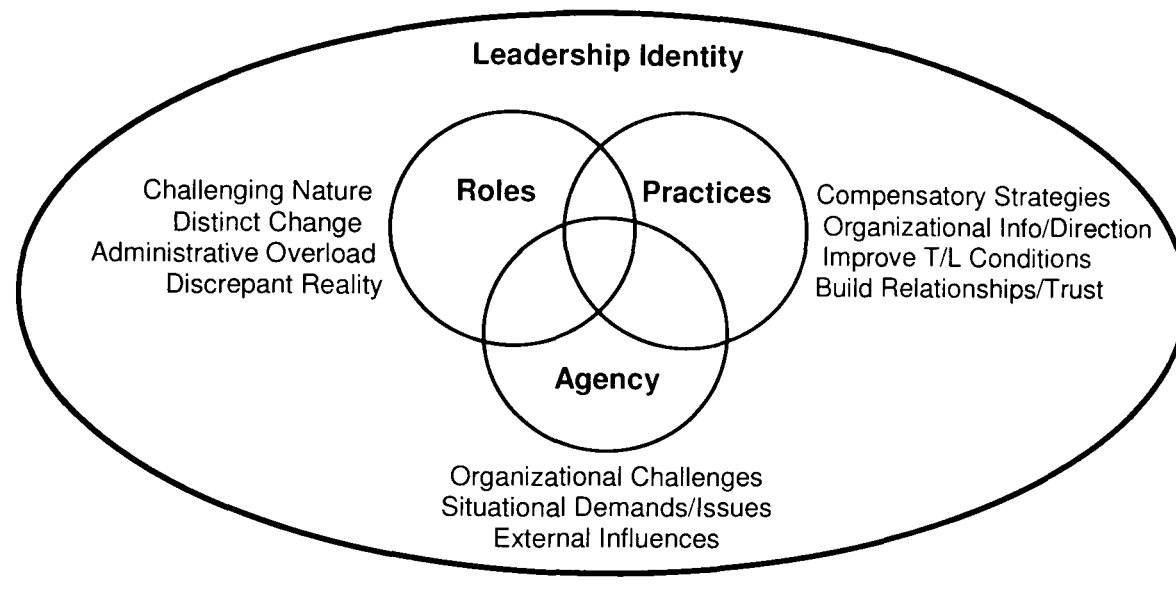 Leadership Identity
Roles
Practices
Challenging Nature
Distinct Change
Administrative Overload
Discrepant Reality
Compensatory Strategies
Organizational Info/Direction
Improve T/L Conditions
Build Relationships/Trust
Agency
Organizational Challenges
Situational Demands/Issues
External Influences